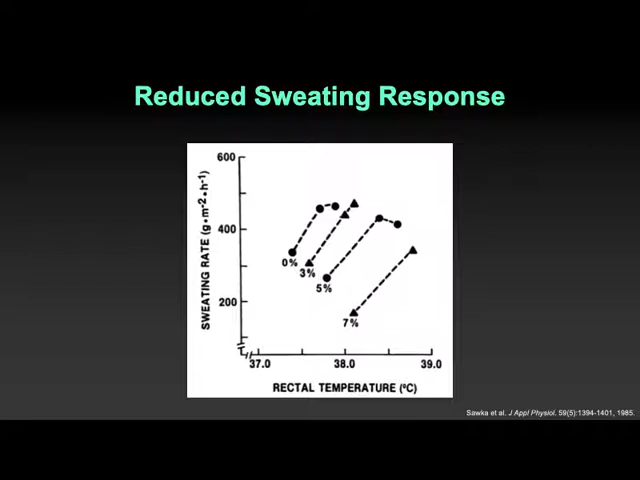 Reduced Sweating Response
600
400
200
SWEATING RATE (g•m⁻²•h⁻¹)
0%
3%
5%
7%
37.0 38.0 39.0
RECTAL TEMPERATURE (ºC)
Sawka et al. J Appl Physiol. 59(5):1394-1401, 1985.